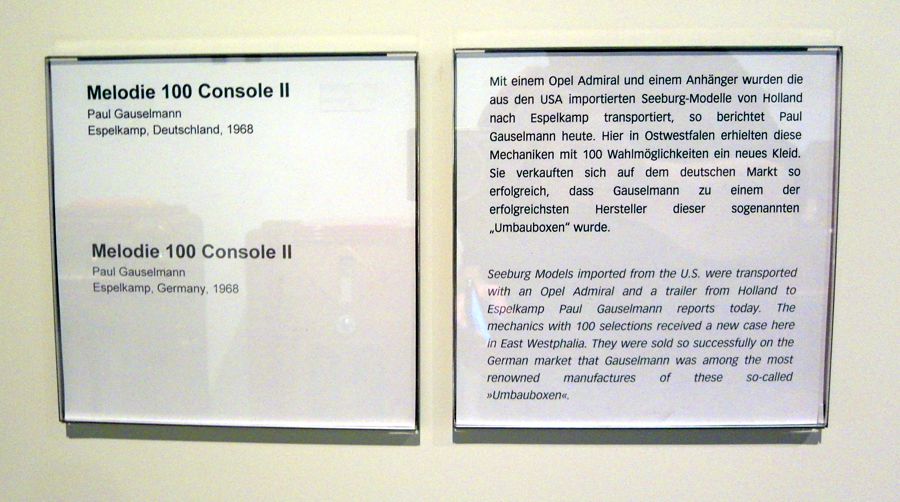 Melodie 100 Console II
Paul Gauselmann
Espelkamp, Deutschland, 1968
Melodie 100 Console II
Paul Gauselmann
Espelkamp, Germany, 1968
Mit einem Opel Admiral und einem Anhänger wurden die
aus den USA importierten Seeburg-Modelle von Holland
nach Espelkamp transportiert, so berichtet Paul
Gauselmann heute. Hier in Ostwestfalen erhielten diese
Mechaniken mit 100 Wahlmöglichkeiten ein neues Kleid.
Sie verkauften sich auf dem deutschen Markt so
erfolgreich, dass Gauselmann zu einem der
erfolgreichsten Hersteller dieser sogenannten
„Umbauboxen“ wurde.
Seeburg Models imported from the U.S. were transported
with an Opel Admiral and a trailer from Holland to
Espelkamp Paul Gauselmann reports today. The
mechanics with 100 selections received a new case here
in East Westphalia. They were sold so successfully on the
German market that Gauselmann was among the most
renowned manufactures of these so-called
»Umbauboxen«.